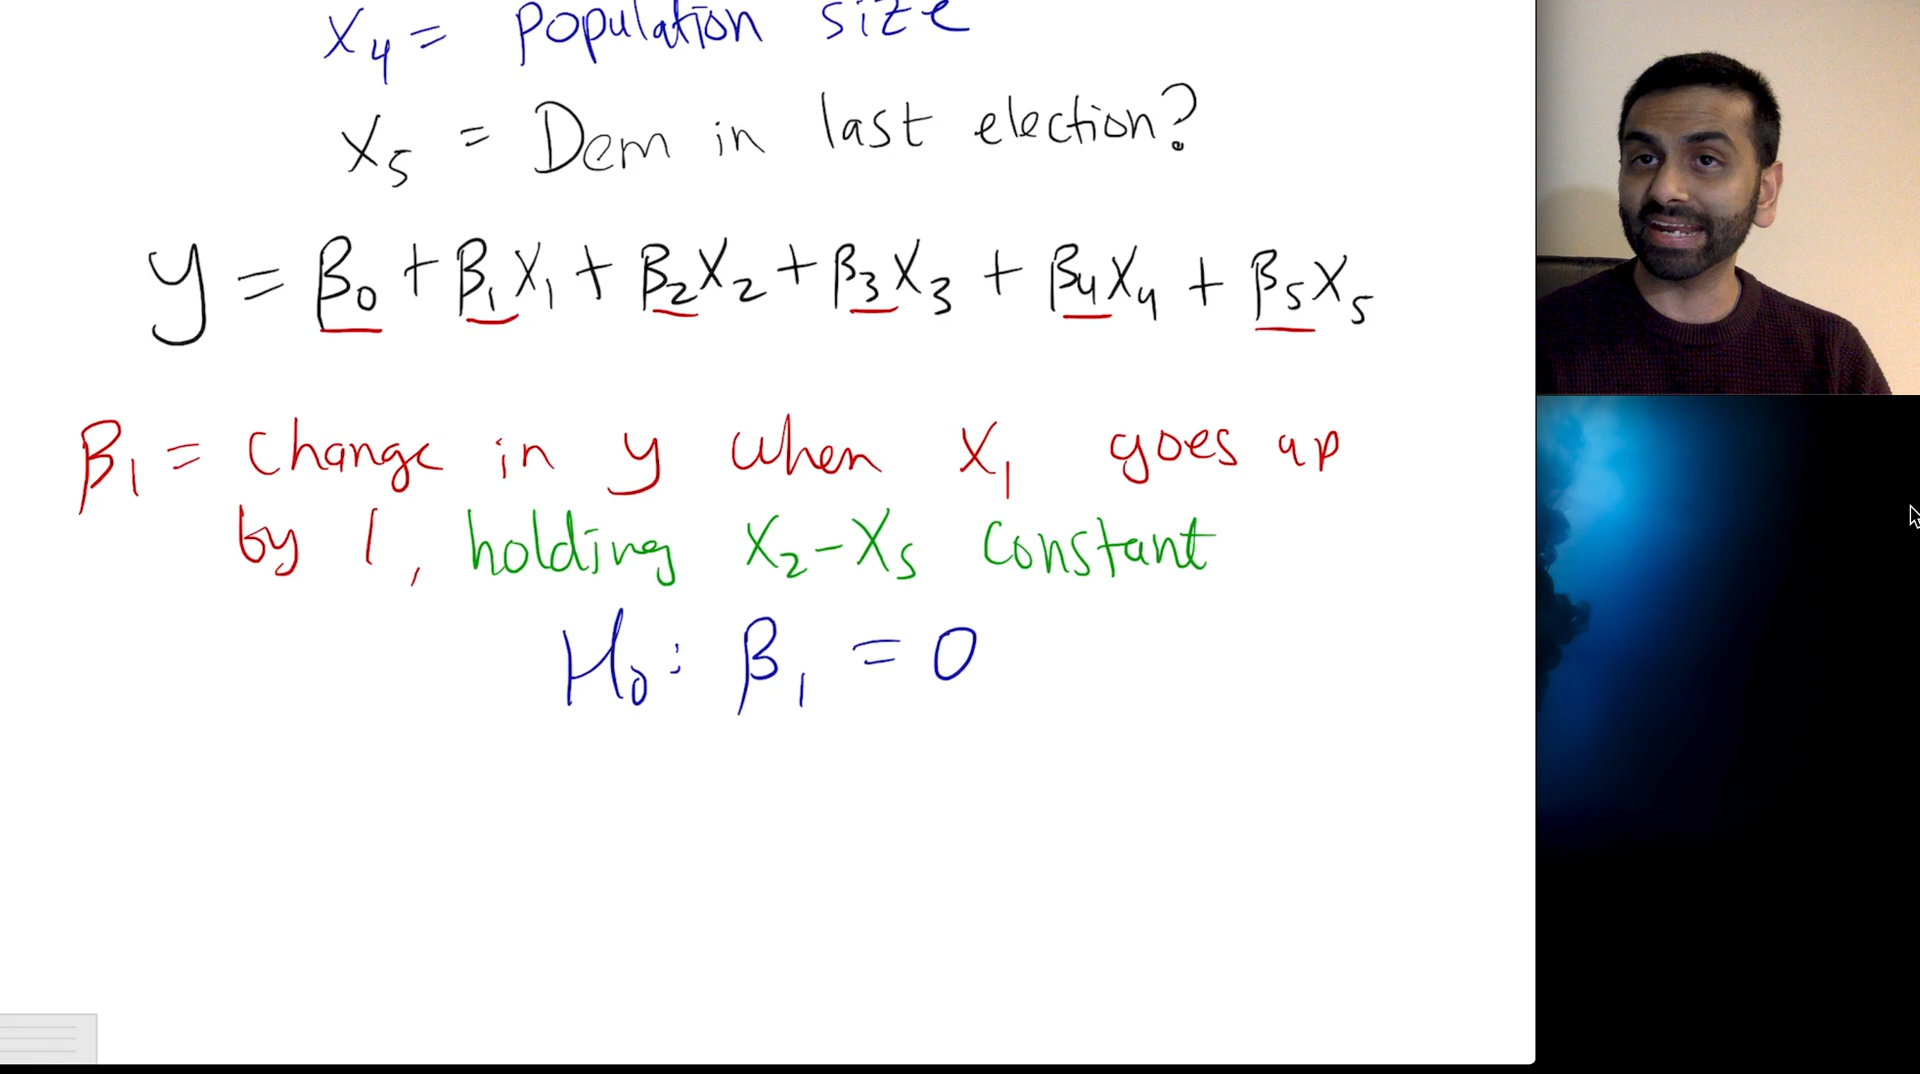 X₄ = Population size
X₅ = Dem in last election?
y = β₀ + β₁X₁ + β₂X₂ + β₃X₃ + β₄X₄ + β₅X₅
β₁ = change in y when X₁ goes up
by 1, holding X₂-X₅ constant
H₀: β₁ = 0